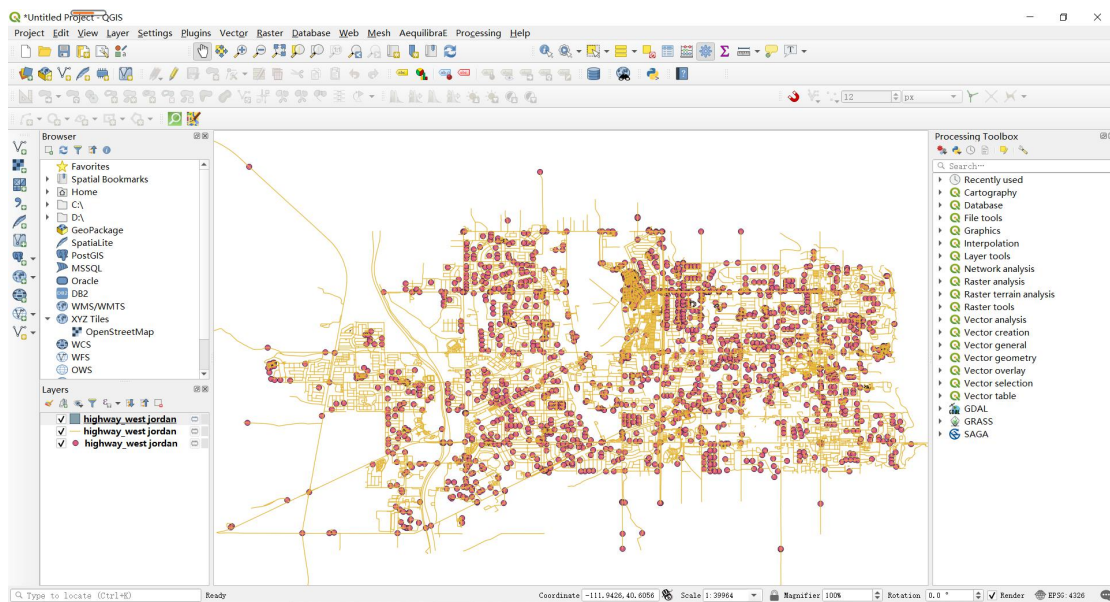 *Untitled Project - QGIS
Project Edit View Layer Settings Plugins Vector Raster Database Web Mesh AequilibraE Processing Help
12 px
Browser
Favorites
Spatial Bookmarks
Home
C:\
D:\
GeoPackage
SpatiaLite
PostGIS
MSSQL
Oracle
DB2
WMS/WMTS
XYZ Tiles
OpenStreetMap
WCS
WFS
OWS
Layers
highway_west jordan
highway_west jordan
highway_west jordan
Processing Toolbox
Search…
Recently used
Cartography
Database
File tools
Graphics
Interpolation
Layer tools
Network analysis
Raster analysis
Raster terrain analysis
Raster tools
Vector analysis
Vector creation
Vector general
Vector geometry
Vector overlay
Vector selection
Vector table
GDAL
GRASS
SAGA
Type to locate (Ctrl+K) Ready Coordinate -111.9426,40.6056 Scale 1:39964 Magnifier 100% Rotation 0.0 ° Render EPSG:4326